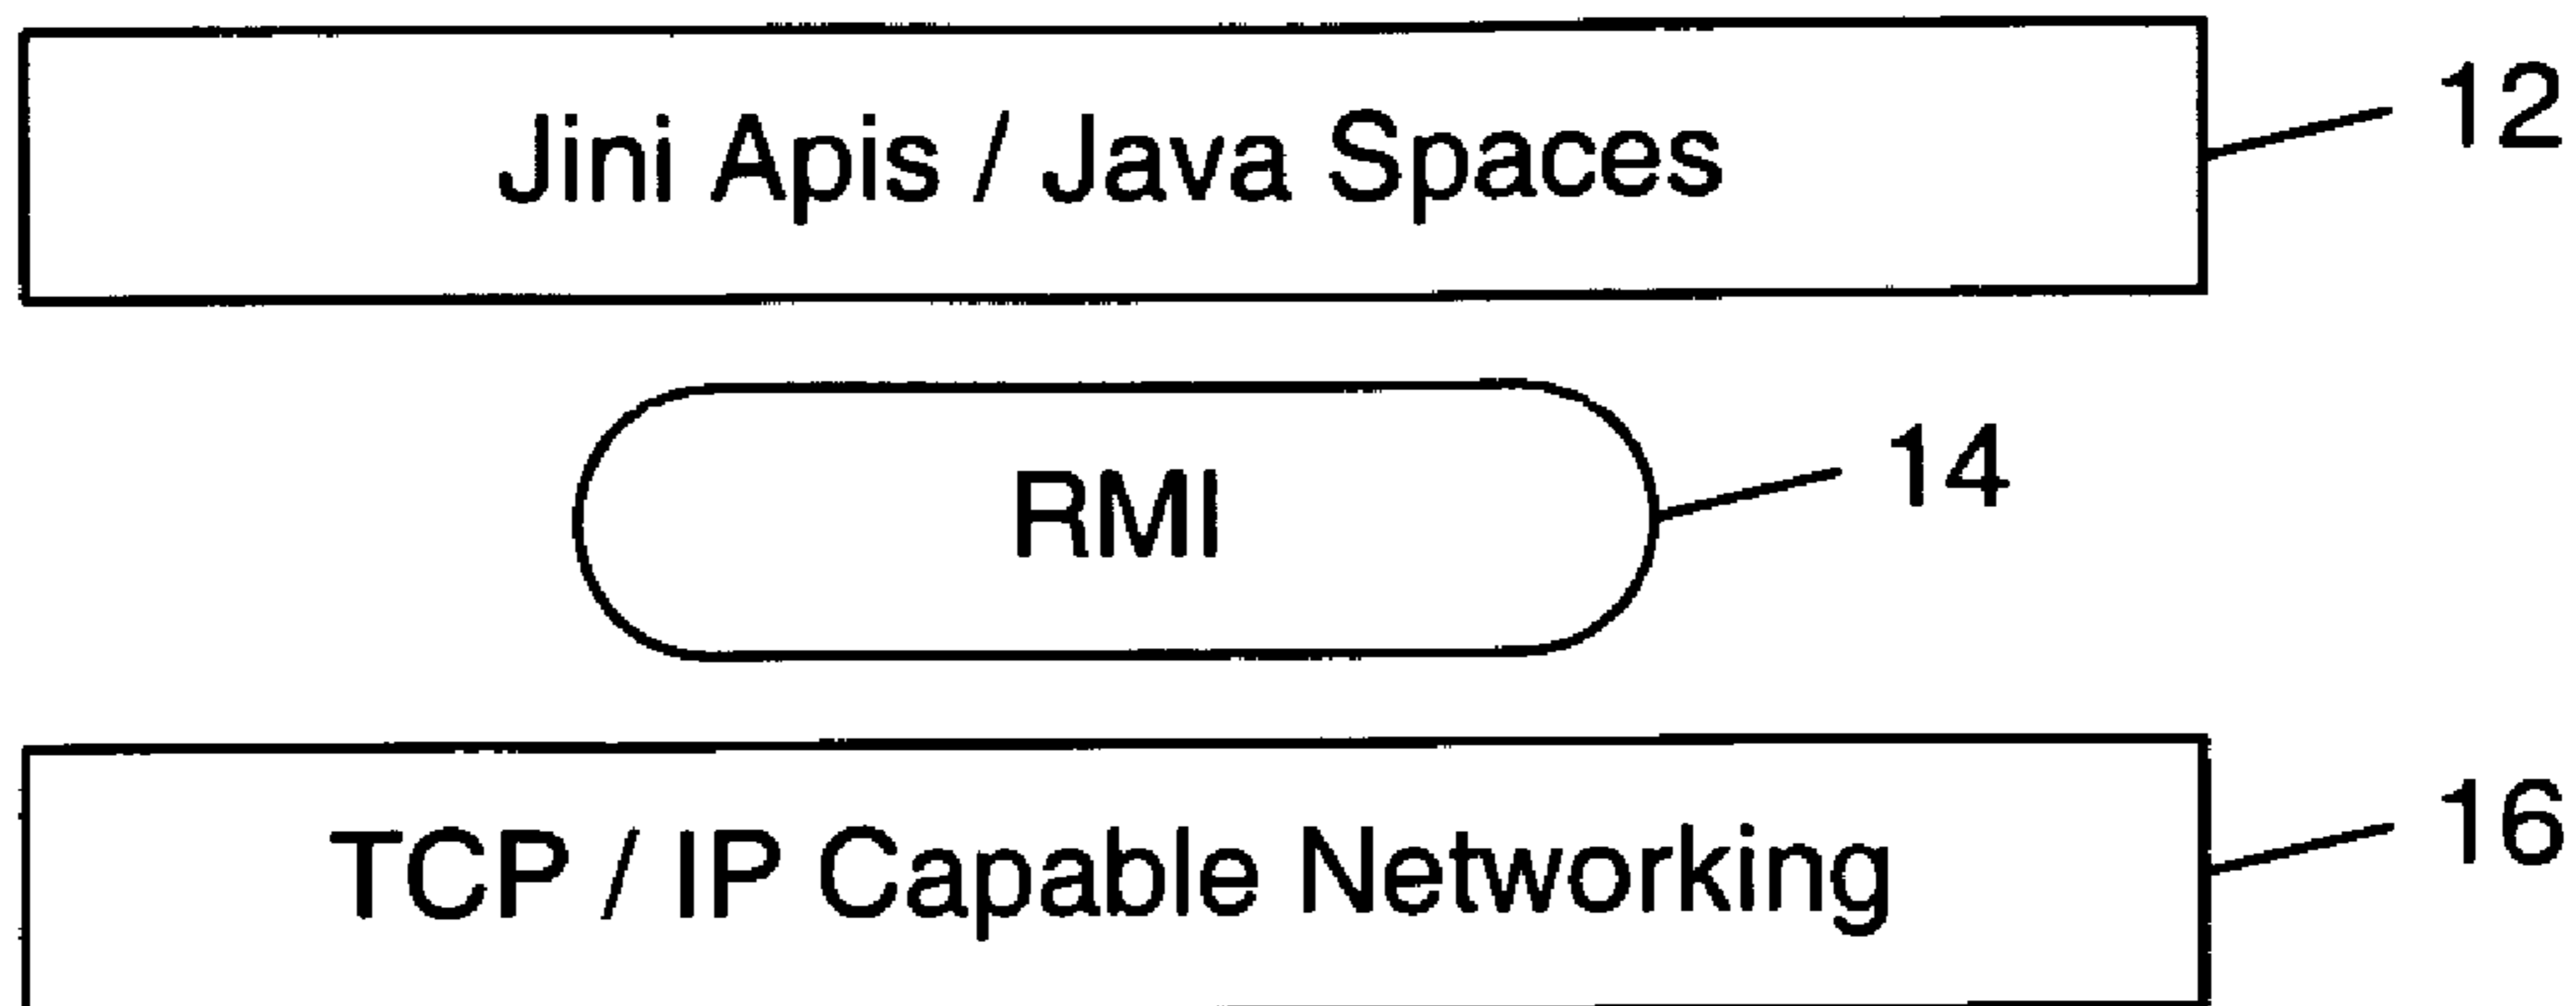 Jini Apis / Java Spaces 12
RMI 14
TCP / IP Capable Networking 16